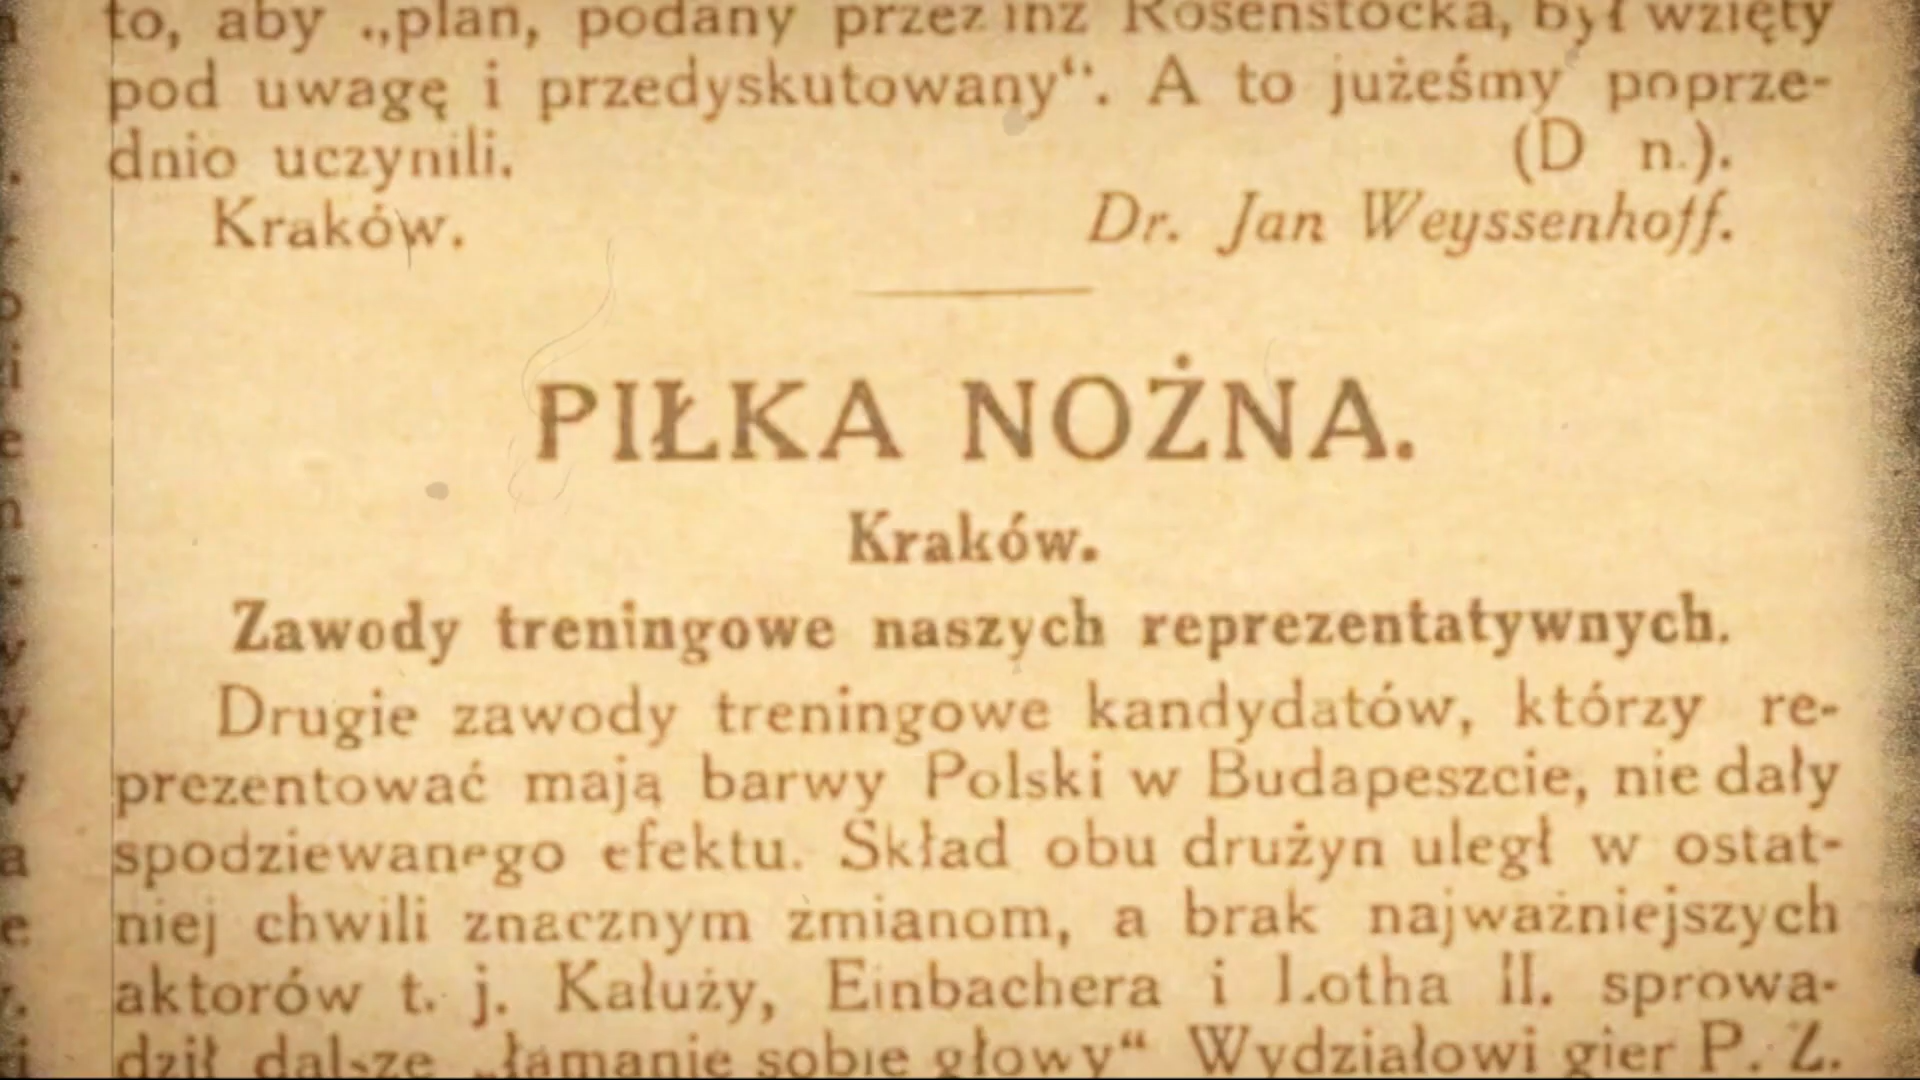 to, aby „plan, podany przez inż Rosenstocka, był wzięty
pod uwagę i przedyskutowany“. A to jużeśmy poprze-
dnio uczynili. (D n.).
Kraków. Dr. Jan Weyssenhoff.
PIŁKA NOŻNA.
Kraków.
Zawody treningowe naszych reprezentatywnych.
Drugie zawody treningowe kandydatów, którzy re-
prezentować mają barwy Polski w Budapeszcie, nie dały
spodziewanego efektu. Skład obu drużyn uległ w ostat-
niej chwili znacznym zmianom, a brak najważniejszych
aktorów t. j. Kałuży, Einbachera i Lotha II. sprowa-
dził dalsze „łamanie sobie głowy“ Wydziałowi gier P. Z.